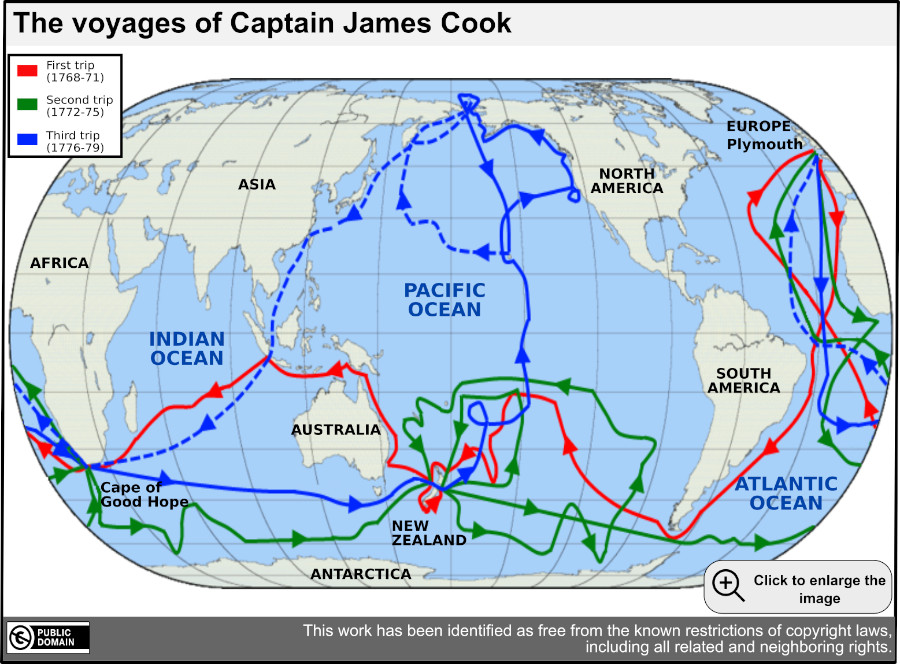 The voyages of Captain James Cook
First trip
(1768-71)
Second trip
(1772-75)
Third trip
(1776-79)
EUROPE
Plymouth
ASIA
NORTH
AMERICA
AFRICA
PACIFIC
OCEAN
INDIAN
OCEAN
SOUTH
AMERICA
AUSTRALIA
Cape of
Good Hope
ATLANTIC
OCEAN
NEW
ZEALAND
ANTARCTICA
Click to enlarge the
image
PUBLIC
DOMAIN
This work has been identified as free from the known restrictions of copyright laws,
including all related and neighboring rights.